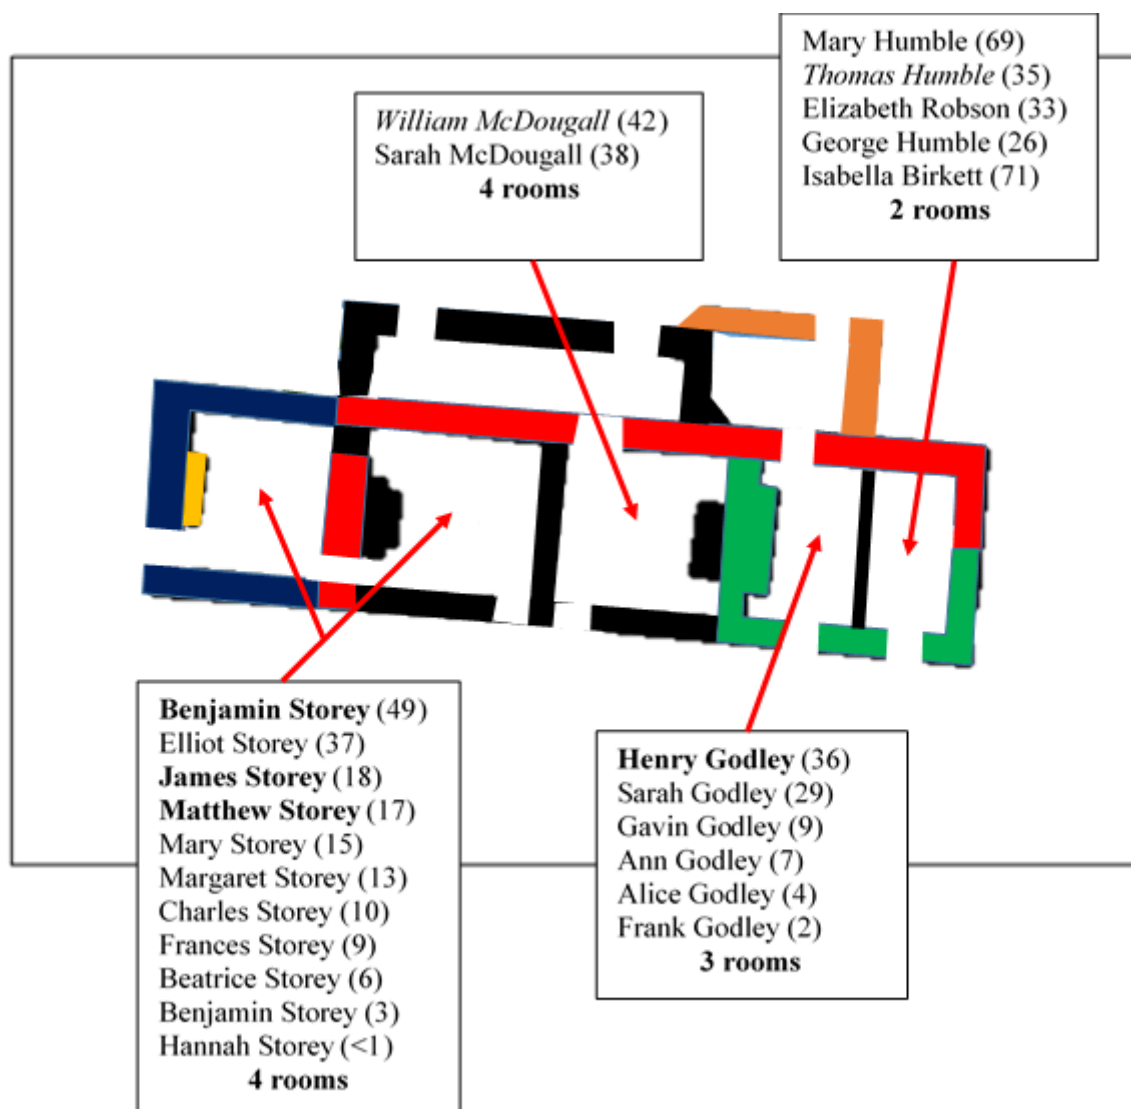 Mary Humble (69)
Thomas Humble (35)
Elizabeth Robson (33)
George Humble (26)
Isabella Birkett (71)
2 rooms
William McDougall (42)
Sarah McDougall (38)
4 rooms
Benjamin Storey (49)
Elliot Storey (37)
James Storey (18)
Matthew Storey (17)
Mary Storey (15)
Margaret Storey (13)
Charles Storey (10)
Frances Storey (9)
Beatrice Storey (6)
Benjamin Storey (3)
Hannah Storey (<1)
4 rooms
Henry Godley (36)
Sarah Godley (29)
Gavin Godley (9)
Ann Godley (7)
Alice Godley (4)
Frank Godley (2)
3 rooms